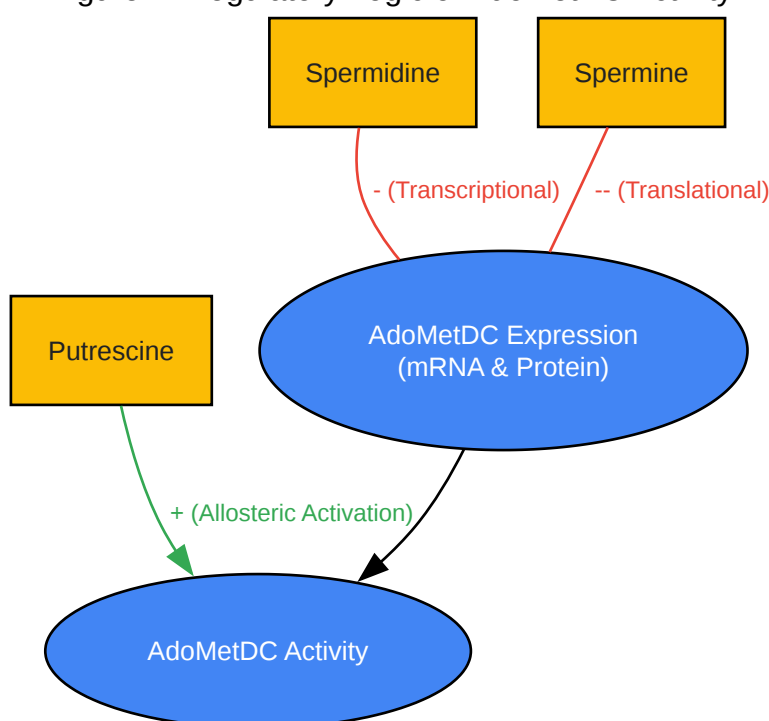 Spermidine
Spermine
- (Transcriptional)
-- (Translational)
AdoMetDC Expression
(mRNA & Protein)
Putrescine
+ (Allosteric Activation)
AdoMetDC Activity